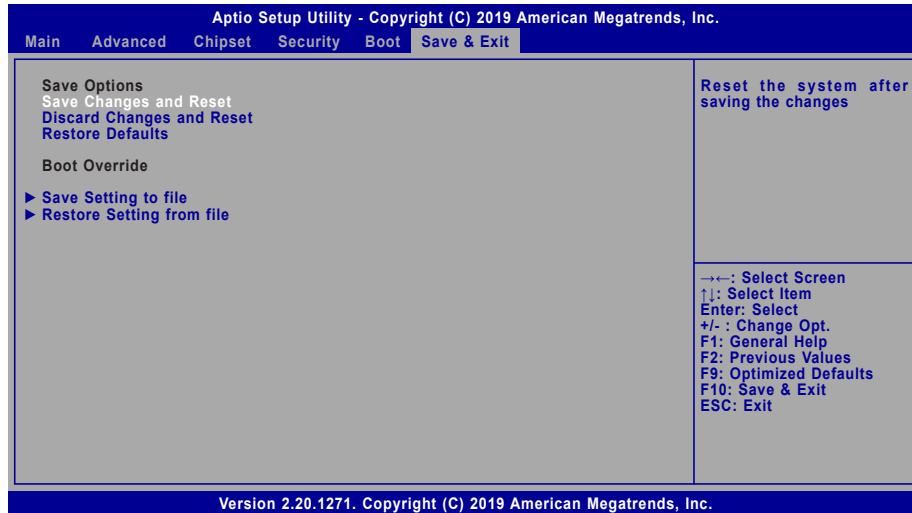 Aptio Setup Utility - Copyright (C) 2019 American Megatrends, Inc.
Main Advanced Chipset Security Boot Save & Exit
Save Options
Save Changes and Reset
Discard Changes and Reset
Restore Defaults
Boot Override
► Save Setting to file
► Restore Setting from file
Reset the system after
saving the changes
→←: Select Screen
↑↓: Select Item
Enter: Select
+/- : Change Opt.
F1: General Help
F2: Previous Values
F9: Optimized Defaults
F10: Save & Exit
ESC: Exit
Version 2.20.1271. Copyright (C) 2019 American Megatrends, Inc.